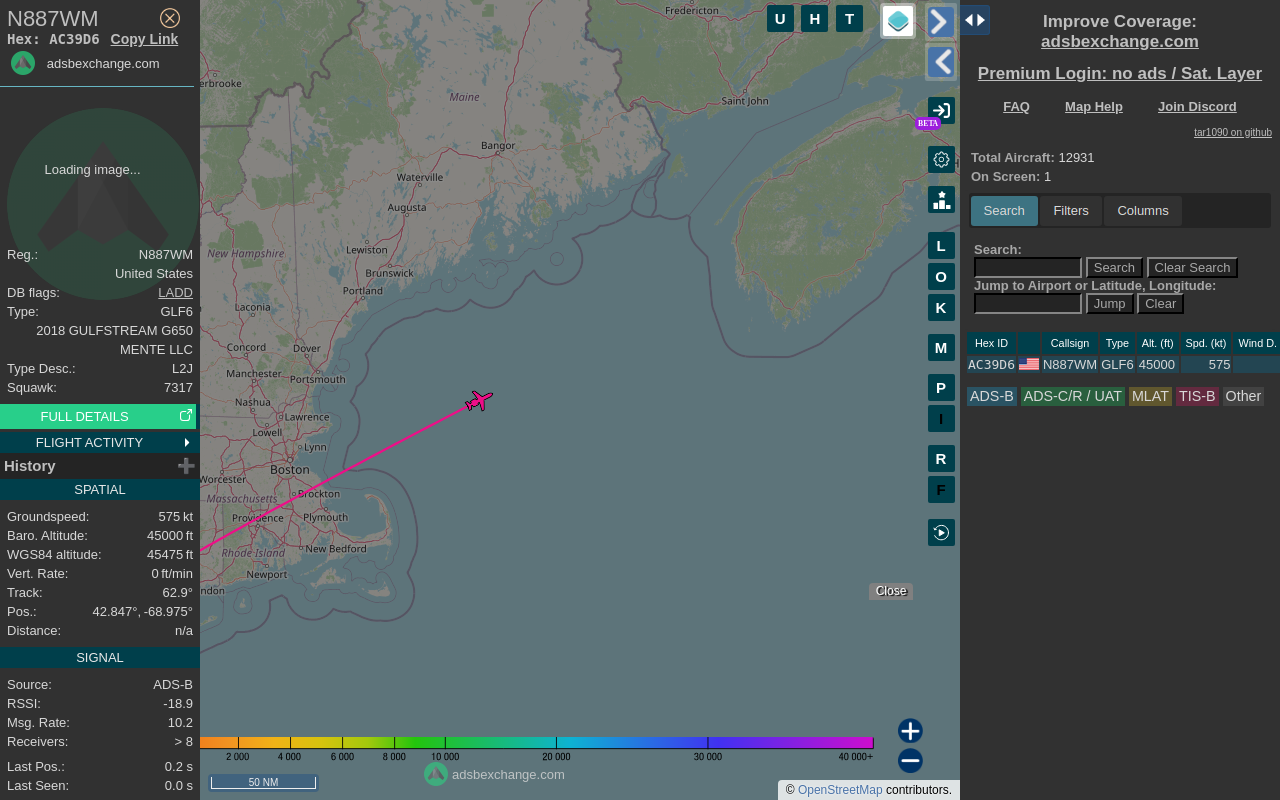 N887WM
Hex: AC39D6 Copy Link
adsbexchange.com
Loading image...
Reg.: N887WM
United States
DB flags: LADD
Type: GLF6
2018 GULFSTREAM G650
MENTE LLC
Type Desc.: L2J
Squawk: 7317
FULL DETAILS
FLIGHT ACTIVITY
History
SPATIAL
Groundspeed: 575 kt
Baro. Altitude: 45000 ft
WGS84 altitude: 45475 ft
Vert. Rate: 0 ft/min
Track: 62.9°
Pos.: 42.847°, -68.975°
Distance: n/a
SIGNAL
Source: ADS-B
RSSI: -18.9
Msg. Rate: 10.2
Receivers: > 8
Last Pos.: 0.2 s
Last Seen: 0.0 s
Fredericton
U H T
erbrooke
Maine
Saint John
BETA
Bangor
Waterville
Augusta
New Hampshire
Lewiston
Brunswick
Portland
Laconia
Concord
Dover
Manchester
Portsmouth
Nashua
Lawrence
Lowell
Lynn
Boston
Worcester
Massachusetts
Brockton
Providence
Plymouth
Rhode Island
New Bedford
Newport
ndon
L
O
K
M
P
I
R
F
Close
2 000 4 000 6 000 8 000 10 000 20 000 30 000 40 000+
adsbexchange.com
50 NM
© OpenStreetMap contributors.
Improve Coverage:
adsbexchange.com
Premium Login: no ads / Sat. Layer
FAQ Map Help Join Discord
tar1090 on github
Total Aircraft: 12931
On Screen: 1
Search Filters Columns
Search:
Search Clear Search
Jump to Airport or Latitude, Longitude:
Jump Clear
Hex ID Callsign Type Alt. (ft) Spd. (kt) Wind D.
AC39D6 N887WM GLF6 45000 575
ADS-B ADS-C/R / UAT MLAT TIS-B Other